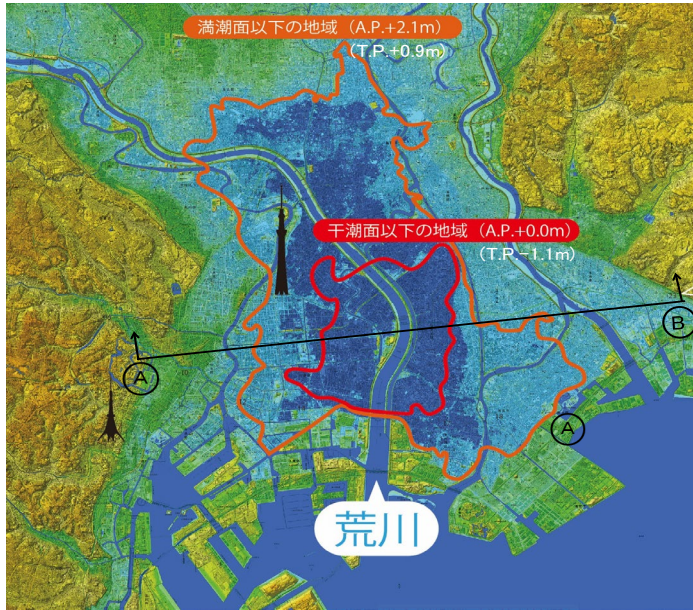 満潮面以下の地域（A.P.+2.1m）
（T.P.+0.9m）
干潮面以下の地域（A.P.+0.0m）
（T.P－1.1m）
B
A
A
荒川